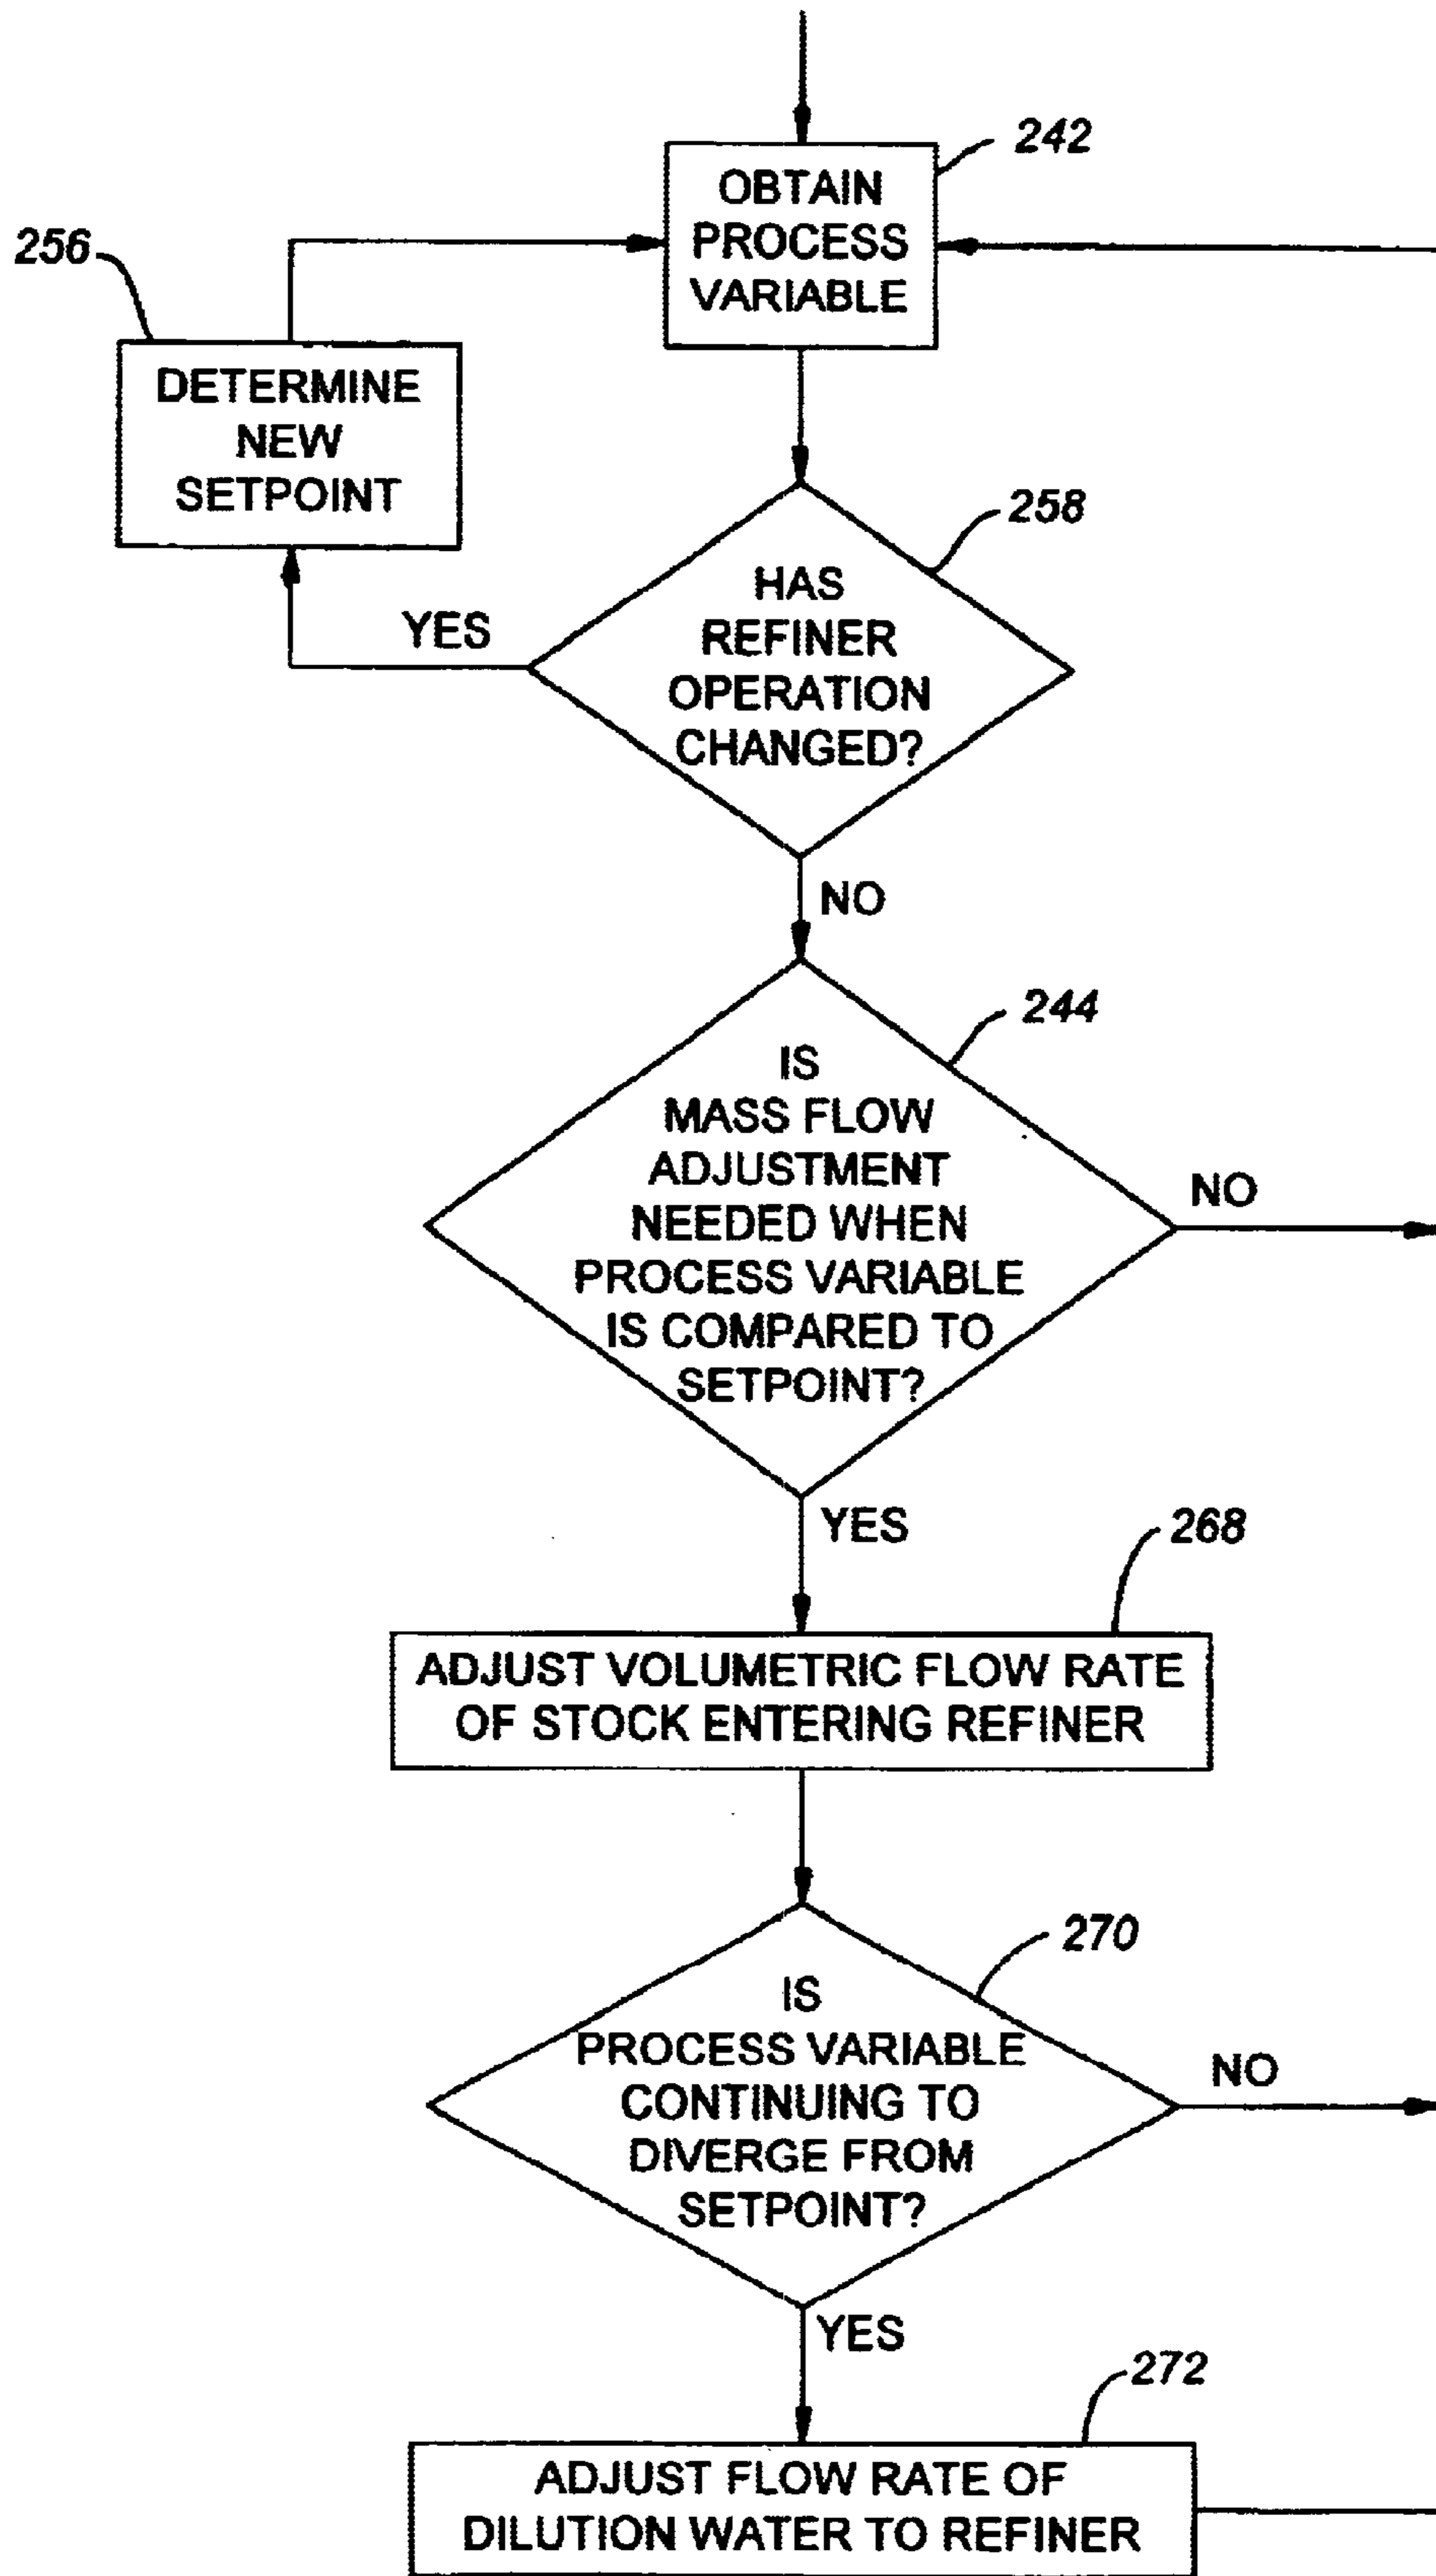 242
OBTAIN
PROCESS
VARIABLE
256
DETERMINE
NEW
SETPOINT
258
HAS
REFINER
OPERATION
CHANGED?
YES
NO
244
IS
MASS FLOW
ADJUSTMENT
NEEDED WHEN
PROCESS VARIABLE
IS COMPARED TO
SETPOINT?
NO
YES
268
ADJUST VOLUMETRIC FLOW RATE
OF STOCK ENTERING REFINER
270
IS
PROCESS VARIABLE
CONTINUING TO
DIVERGE FROM
SETPOINT?
NO
YES
272
ADJUST FLOW RATE OF
DILUTION WATER TO REFINER